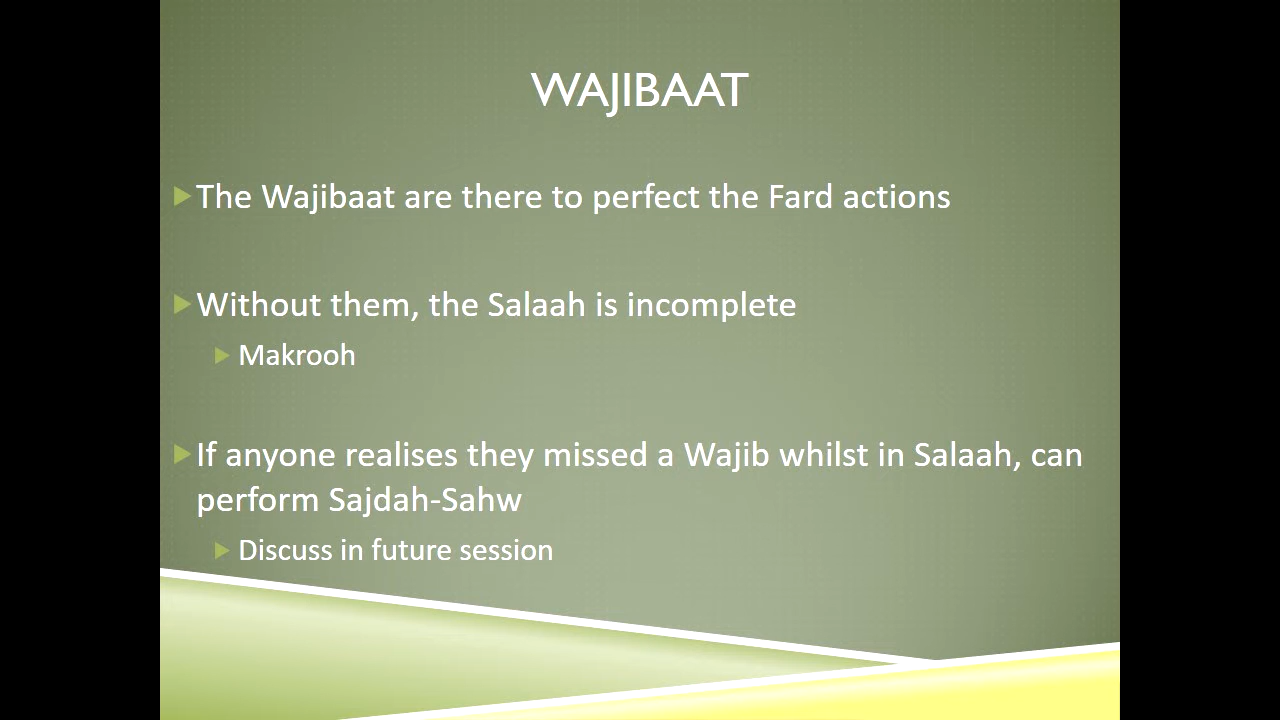 WAJIBAAT
The Wajibaat are there to perfect the Fard actions
Without them, the Salaah is incomplete
Makrooh
If anyone realises they missed a Wajib whilst in Salaah, can
perform Sajdah-Sahw
Discuss in future session